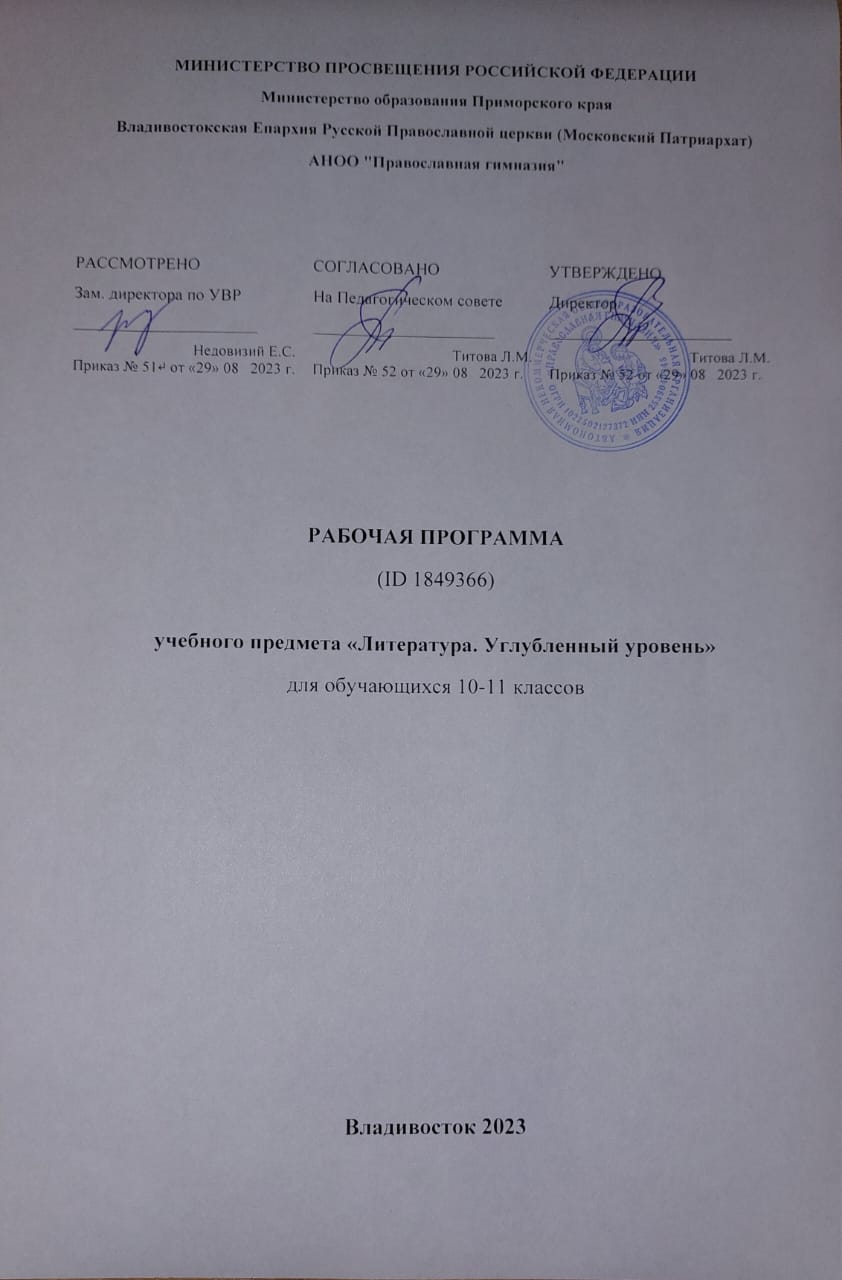 МИНИСТЕРСТВО ПРОСВЕЩЕНИЯ РОССИЙСКОЙ ФЕДЕРАЦИИ
Министерство образования Приморского края
Владивостокская Епархия Русской Православной церкви (Московский Патриархат)
АНОО "Православная гимназия"
РАССМОТРЕНО
Зам. директора по УВР
Недовизий Е.С.
Приказ № 51↵ от «29» 08 2023 г.
СОГЛАСОВАНО
На Педагогическом совете
Титова Л.М.
Приказ № 52 от «29» 08 2023 г.
УТВЕРЖДЕНО
Директор
Титова Л.М.
Приказ № 52 от «29» 08 2023 г.
РАБОЧАЯ ПРОГРАММА
(ID 1849366)
учебного предмета «Литература. Углубленный уровень»
для обучающихся 10-11 классов
Владивосток 2023